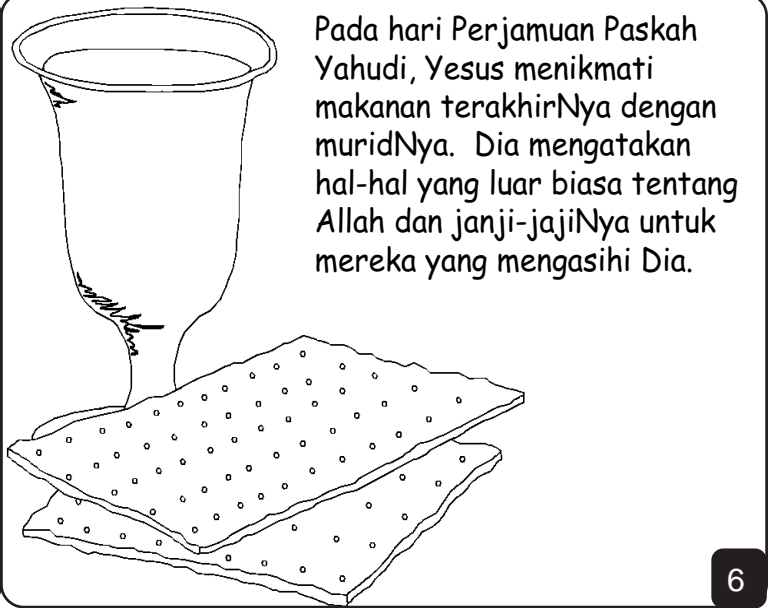 Pada hari Perjamuan Paskah
Yahudi, Yesus menikmati
makanan terakhirNya dengan
muridNya.  Dia mengatakan
hal-hal yang luar biasa tentang
Allah dan janji-jajiNya untuk
mereka yang mengasihi Dia.
6